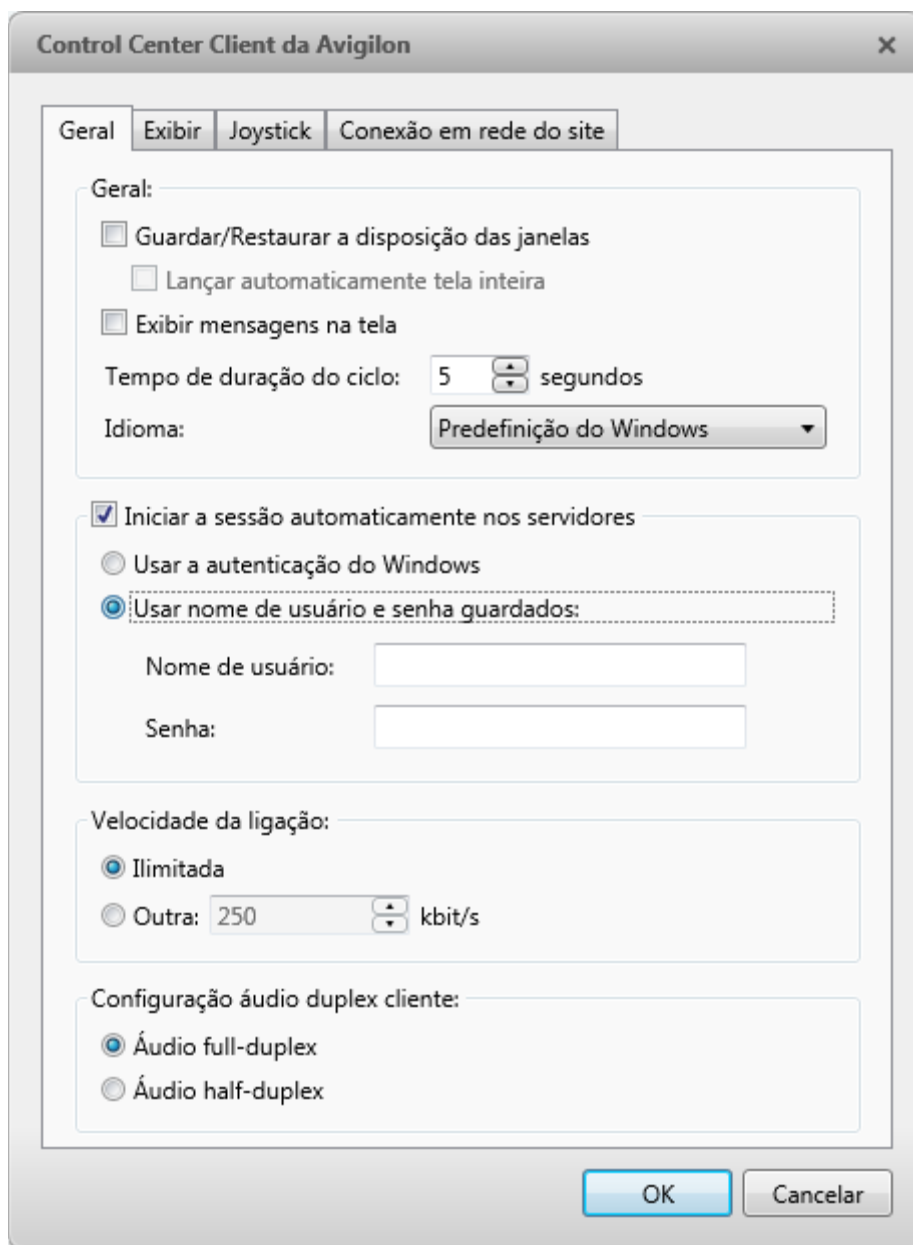 Control Center Client da Avigilon
Geral Exibir Joystick Conexão em rede do site
Geral:
Guardar/Restaurar a disposição das janelas
Lançar automaticamente tela inteira
Exibir mensagens na tela
Tempo de duração do ciclo: 5 segundos
Idioma: Predefinição do Windows
Iniciar a sessão automaticamente nos servidores
Usar a autenticação do Windows
Usar nome de usuário e senha guardados:
Nome de usuário:
Senha:
Velocidade da ligação:
Ilimitada
Outra: 250 kbit/s
Configuração áudio duplex cliente:
Áudio full-duplex
Áudio half-duplex
OK Cancelar